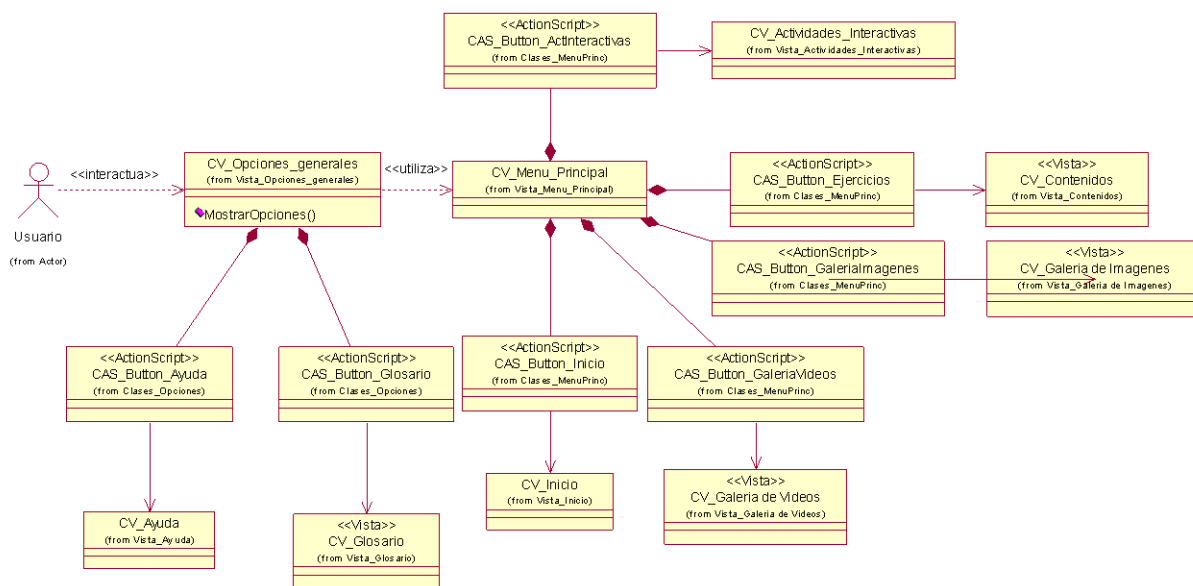 <<ActionScript>>
CAS_Button_ActInteractivas
(from Clases_MenuPrinc)
CV_Actividades_Interactivas
(from Vista_Actividades_Interactivas)
<<interactua>>
Usuario
(from Actor)
CV_Opciones_generales
(from Vista_Opciones_generales)
MostrarOpciones()
<<utiliza>>
CV_Menu_Principal
(from Vista_Menu_Principal)
<<ActionScript>>
CAS_Button_Ejercicios
(from Clases_MenuPrinc)
<<Vista>>
CV_Contenidos
(from Vista_Contenidos)
<<ActionScript>>
CAS_Button_GaleriaImagenes
(from Clases_MenuPrinc)
<<Vista>>
CV_Galeria de Imagenes
(from Vista_Galeria de Imagenes)
<<ActionScript>>
CAS_Button_Ayuda
(from Clases_Opciones)
<<ActionScript>>
CAS_Button_Glosario
(from Clases_Opciones)
<<ActionScript>>
CAS_Button_Inicio
(from Clases_MenuPrinc)
<<ActionScript>>
CAS_Button_GaleriaVideos
(from Clases_MenuPrinc)
CV_Ayuda
(from Vista_Ayuda)
<<Vista>>
CV_Glosario
(from Vista_Glosario)
CV_Inicio
(from Vista_Inicio)
<<Vista>>
CV_Galeria de Videos
(from Vista_Galeria de Videos)